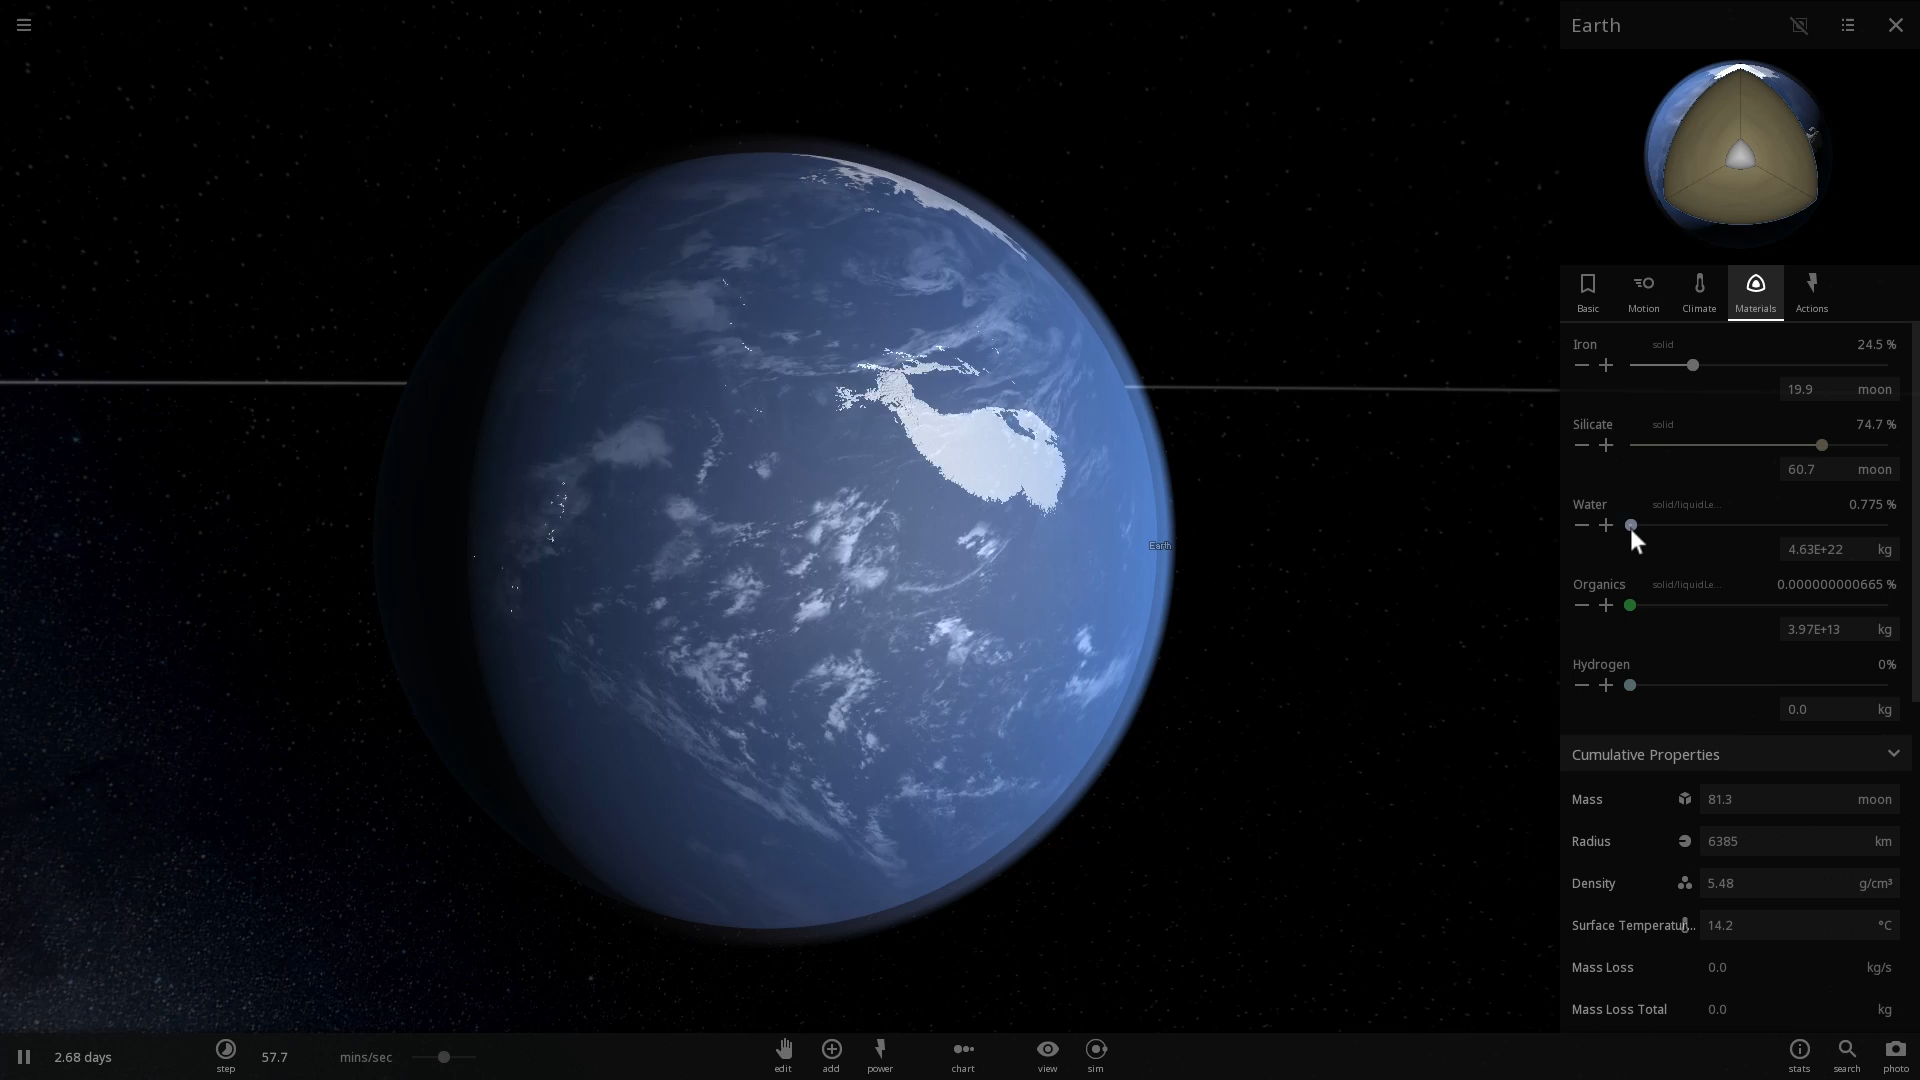 Earth
Basic
Motion
Climate
Materials
Actions
Iron solid 24.5 %
19.9 moon
Silicate solid 74.7 %
60.7 moon
Water solid/liquidLe... 0.775 %
4.63E+22 kg
Organics solid/liquidLe... 0.000000000665 %
3.97E+13 kg
Hydrogen 0%
0.0 kg
Earth
Cumulative Properties
Mass 81.3 moon
Radius 6385 km
Density 5.48 g/cm³
Surface Temperatur... 14.2 °C
Mass Loss 0.0 kg/s
Mass Loss Total 0.0 kg
2.68 days
step
57.7 mins/sec
edit
add
power
chart
view
sim
stats
search
photo